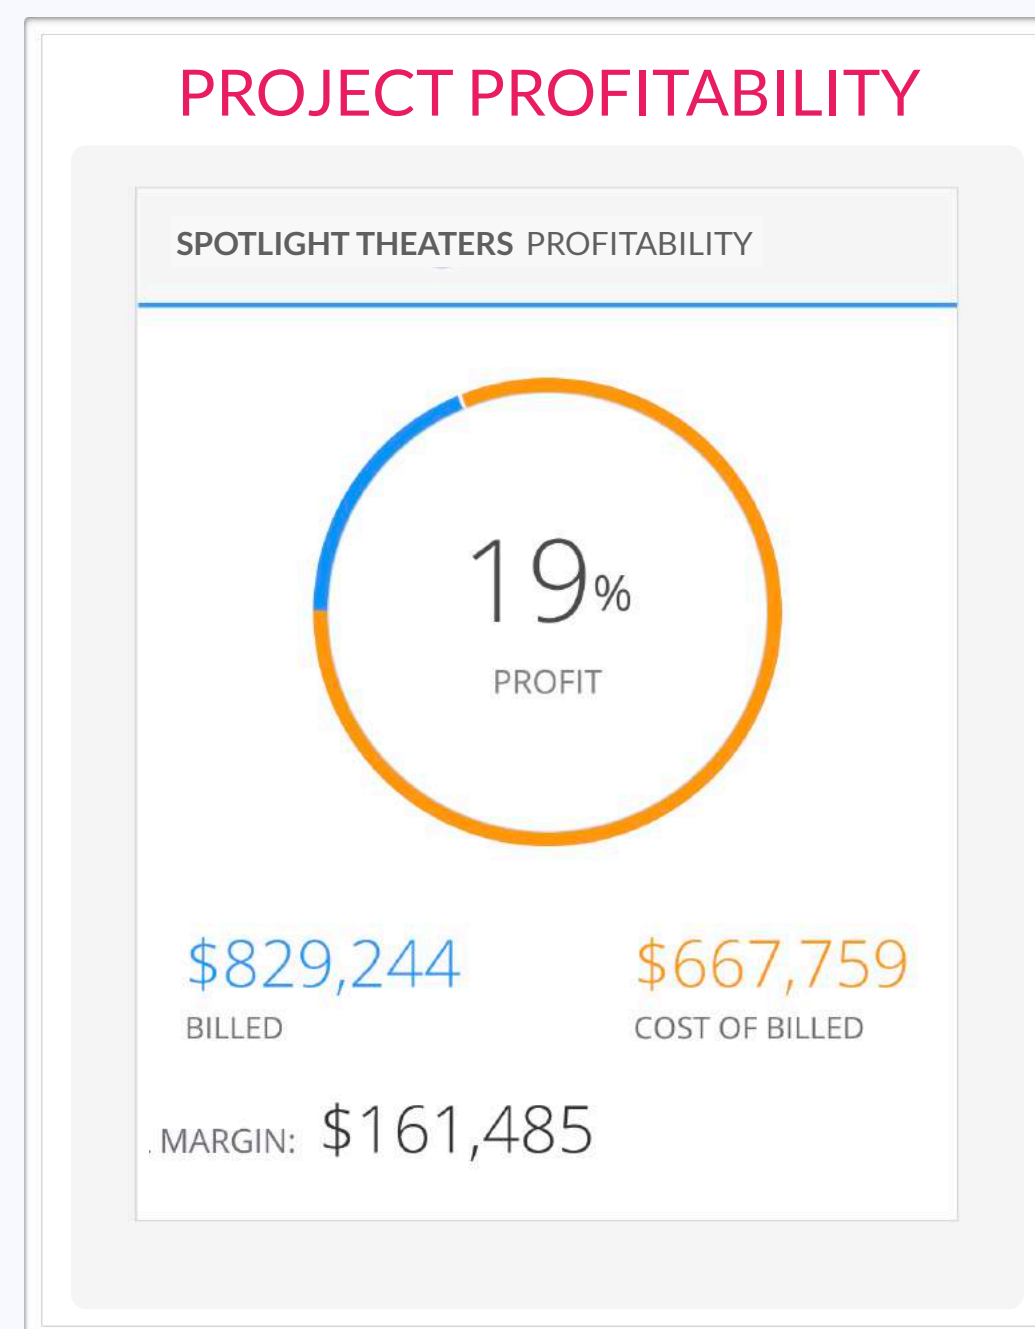 PROJECT PROFITABILITY
SPOTLIGHT THEATERS PROFITABILITY
19%
PROFIT
$829,244
BILLED
$667,759
COST OF BILLED
MARGIN: $161,485